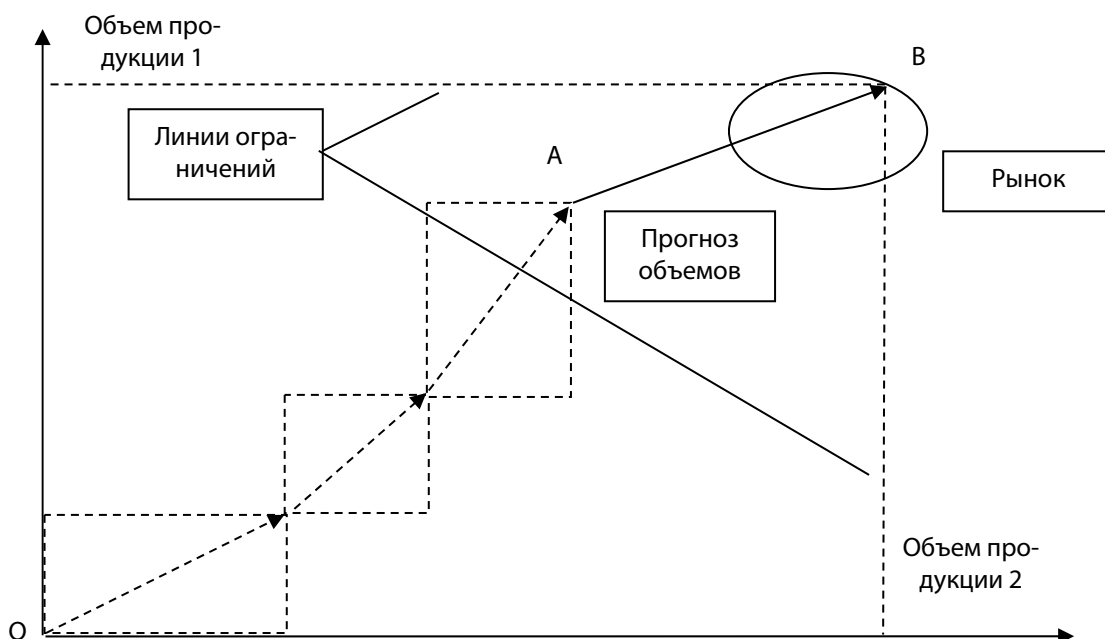 Объем про-
дукции 1
В
Линии огра-
ничений
А
Рынок
Прогноз
объемов
Объем про-
дукции 2
О